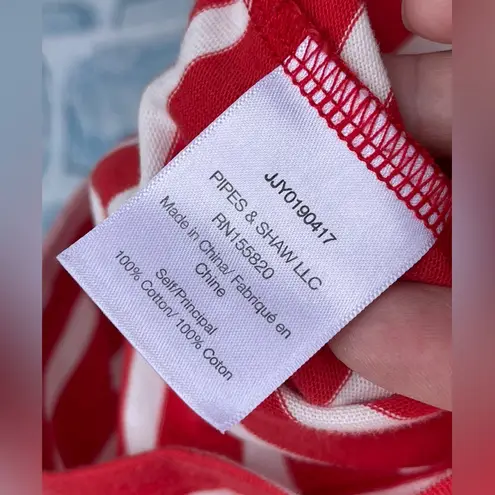 JJY0190417
PIPES & SHAW LLC
RN155820
Made in China/ Fabriqué en
Chine
Self/Principal
100% Cotton/ 100% Coton